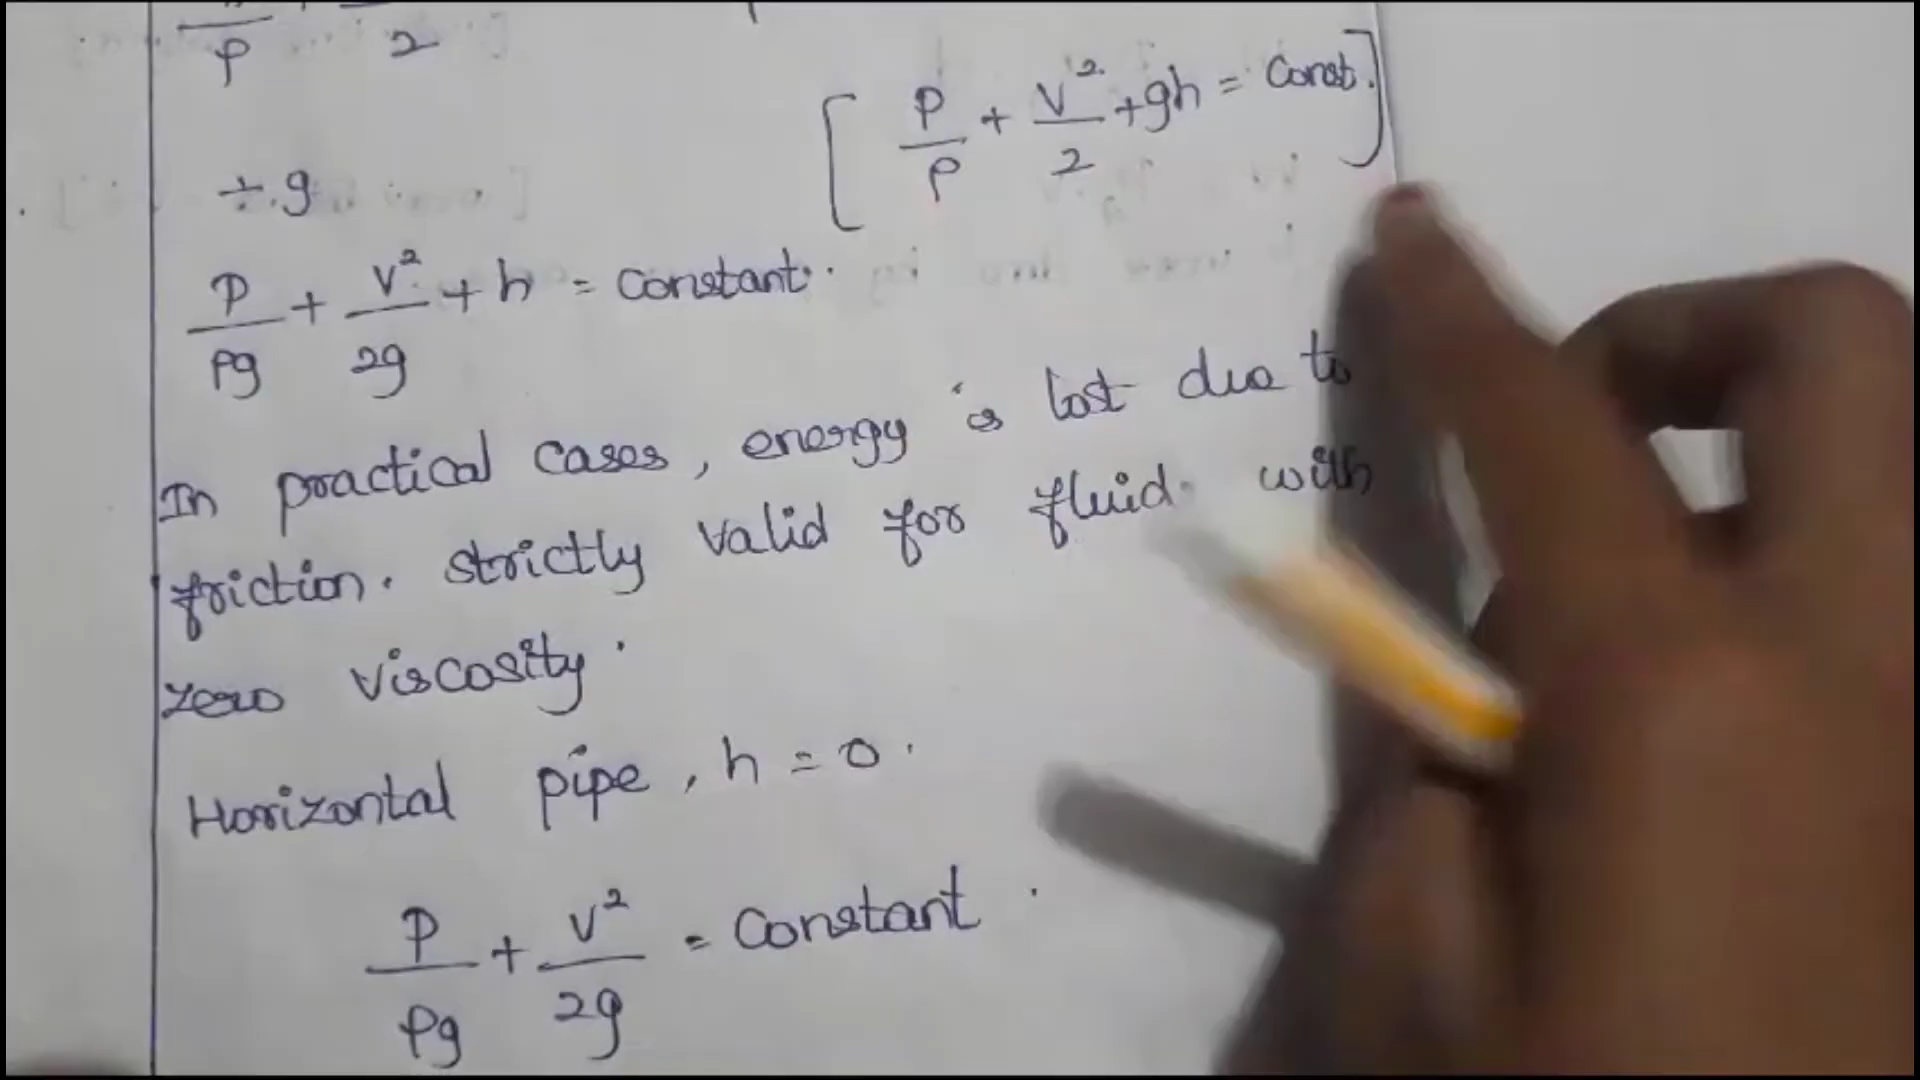 ρ 2
[ P/ρ + V²/2 + gh = Const. ]
÷ g
P/ρg + V²/2g + h = Constant.
In practical cases, energy is lost due to
friction. strictly valid for fluid with
zero viscosity.
Horizontal pipe, h = 0.
P/ρg + V²/2g = Constant.